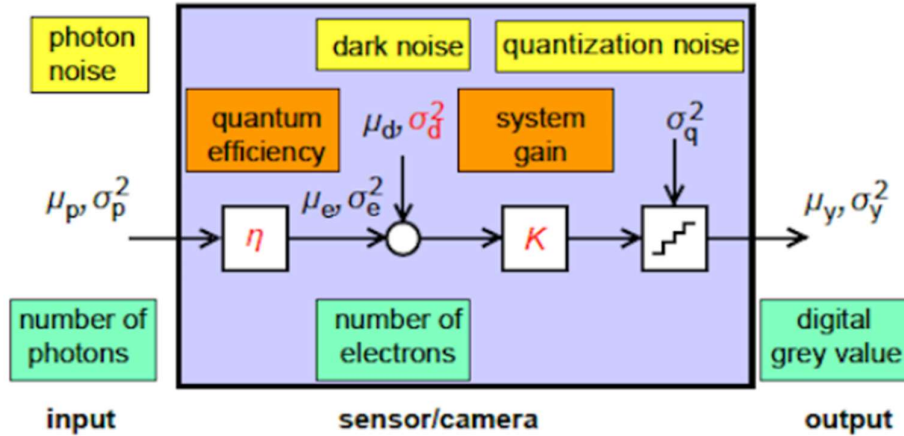 photon
noise
dark noise
quantization noise
quantum
efficiency
μd, σd²
system
gain
σq²
μp, σp²
μe, σe²
μy, σy²
η
K
number of
photons
number of
electrons
digital
grey value
input
sensor/camera
output